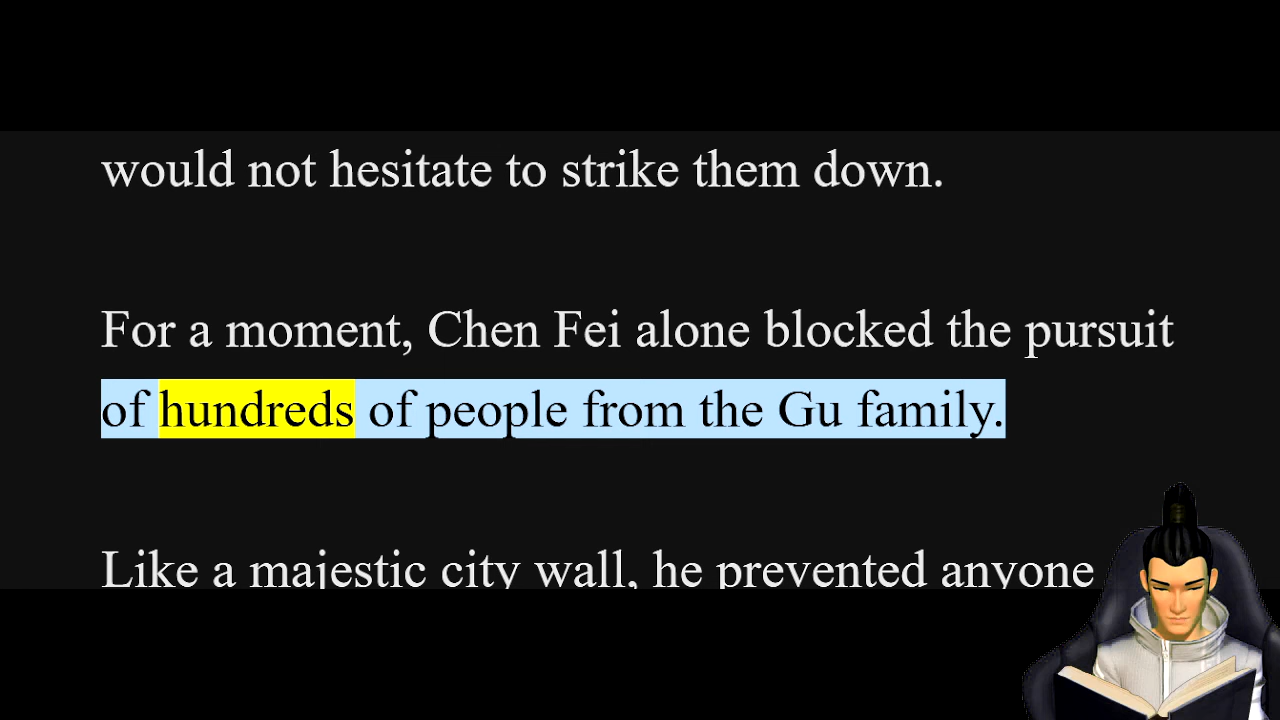 would not hesitate to strike them down.
For a moment, Chen Fei alone blocked the pursuit
of hundreds of people from the Gu family.
Like a majestic city wall, he prevented anyone